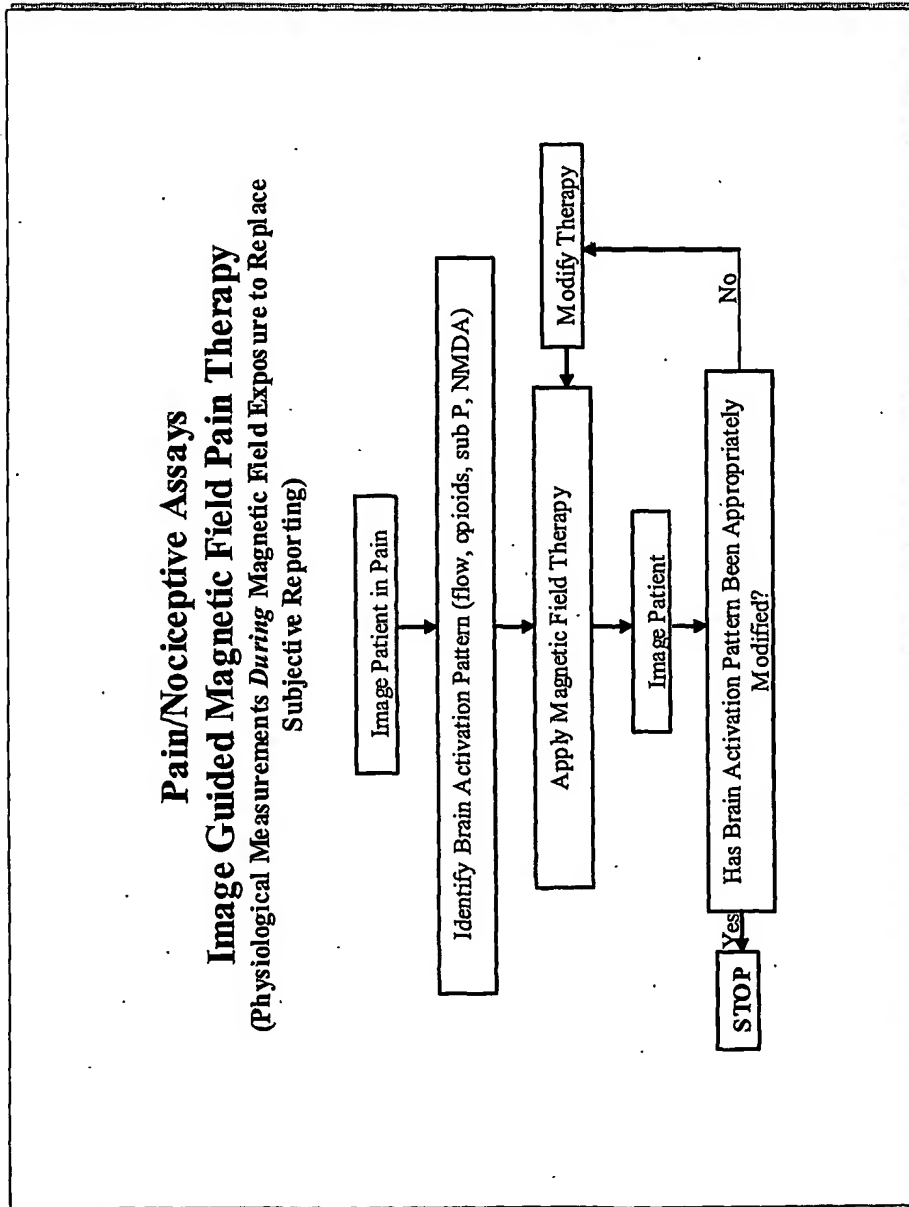 Pain/Nociceptive Assays
Image Guided Magnetic Field Pain Therapy
(Physiological Measurements During Magnetic Field Exposure to Replace
Subjective Reporting)
Image Patient in Pain
Identify Brain Activation Pattern (flow, opioids, sub P, NMDA)
Apply Magnetic Field Therapy
Modify Therapy
Image Patient
Has Brain Activation Pattern Been Appropriately
Modified?
Yes
No
STOP